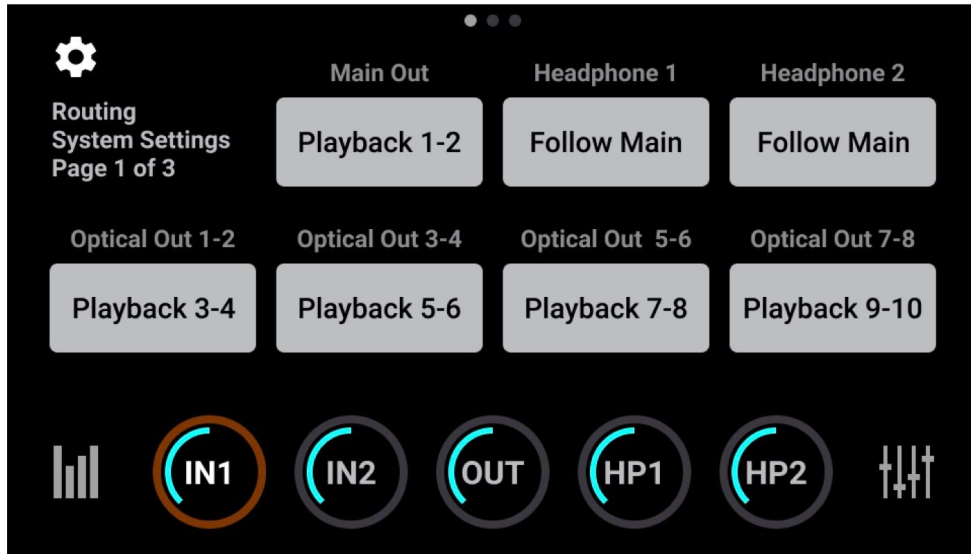 Main Out
Headphone 1
Headphone 2
Routing
System Settings
Page 1 of 3
Playback 1-2
Follow Main
Follow Main
Optical Out 1-2
Optical Out 3-4
Optical Out 5-6
Optical Out 7-8
Playback 3-4
Playback 5-6
Playback 7-8
Playback 9-10
IN1
IN2
OUT
HP1
HP2